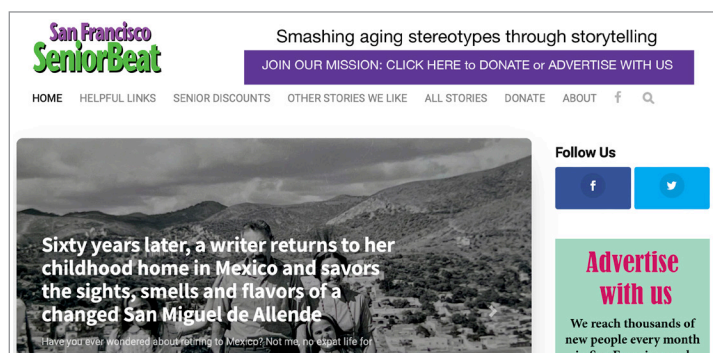 San Francisco
SeniorBeat
Smashing aging stereotypes through storytelling
JOIN OUR MISSION: CLICK HERE to DONATE or ADVERTISE WITH US
HOME HELPFUL LINKS SENIOR DISCOUNTS OTHER STORIES WE LIKE ALL STORIES DONATE ABOUT
Sixty years later, a writer returns to her
childhood home in Mexico and savors
the sights, smells and flavors of a
changed San Miguel de Allende
Have you ever wondered about retiring to Mexico? Not me, no expat life for
Follow Us
Advertise
with us
We reach thousands of
new people every month